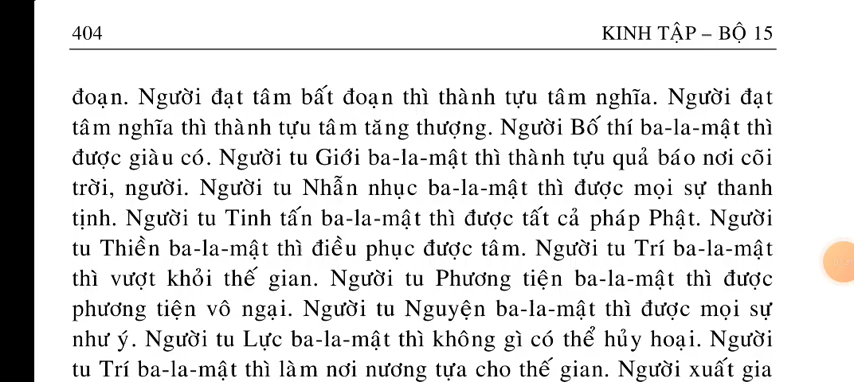 404 KINH TẬP – BỘ 15
đoạn. Người đạt tâm bất đoạn thì thành tựu tâm nghĩa. Người đạt
tâm nghĩa thì thành tựu tâm tăng thượng. Người Bố thí ba-la-mật thì
được giàu có. Người tu Giới ba-la-mật thì thành tựu quả báo nơi cõi
trời, người. Người tu Nhẫn nhục ba-la-mật thì được mọi sự thanh
tịnh. Người tu Tinh tấn ba-la-mật thì được tất cả pháp Phật. Người
tu Thiền ba-la-mật thì điều phục được tâm. Người tu Trí ba-la-mật
thì vượt khỏi thế gian. Người tu Phương tiện ba-la-mật thì được
phương tiện vô ngại. Người tu Nguyện ba-la-mật thì được mọi sự
như ý. Người tu Lực ba-la-mật thì không gì có thể hủy hoại. Người
tu Trí ba-la-mật thì làm nơi nương tựa cho thế gian. Người xuất gia